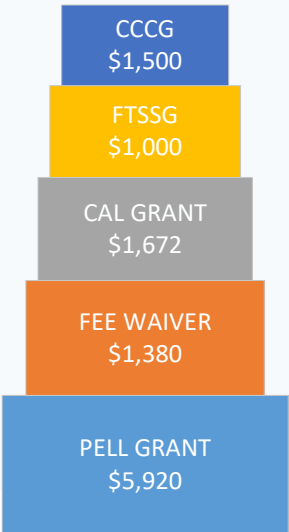 CCCG
$1,500
FTSSG
$1,000
CAL GRANT
$1,672
FEE WAIVER
$1,380
PELL GRANT
$5,920